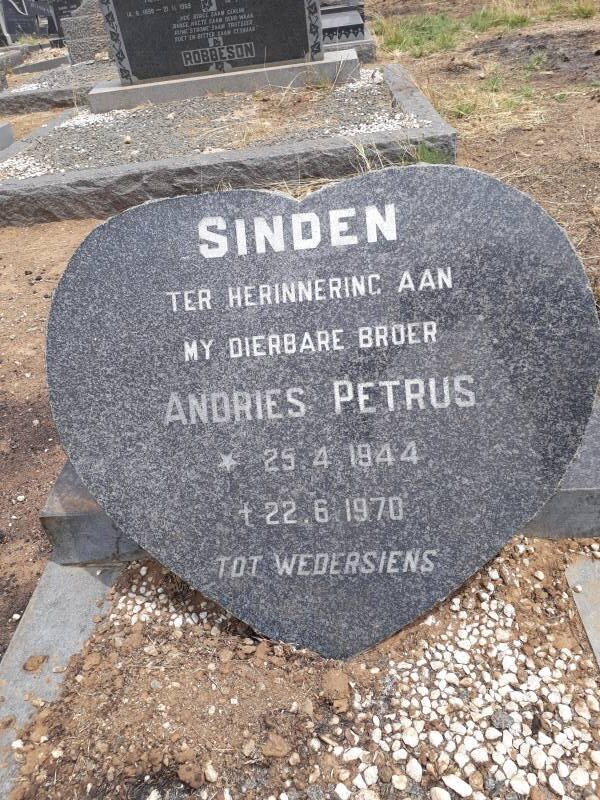 ROBBESON
SINDEN
TER HERINNERING AAN
MY DIERBARE BROER
ANDRIES PETRUS
* 25.4.1944
† 22.6.1970
TOT WEDERSIENS